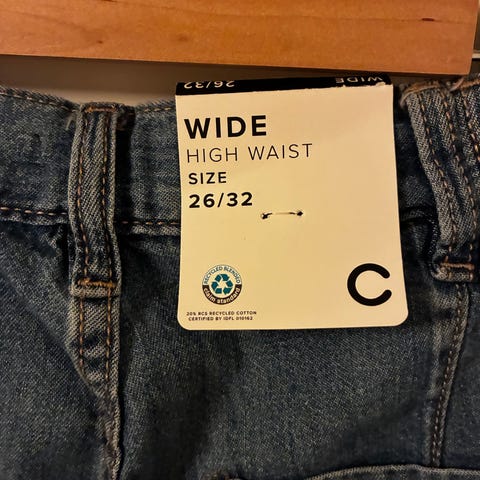 26/32 WIDE
WIDE
HIGH WAIST
SIZE
26/32
RECYCLED BLENDED
claim standard
20% RCS RECYCLED COTTON
CERTIFIED BY IDFL 010162
C